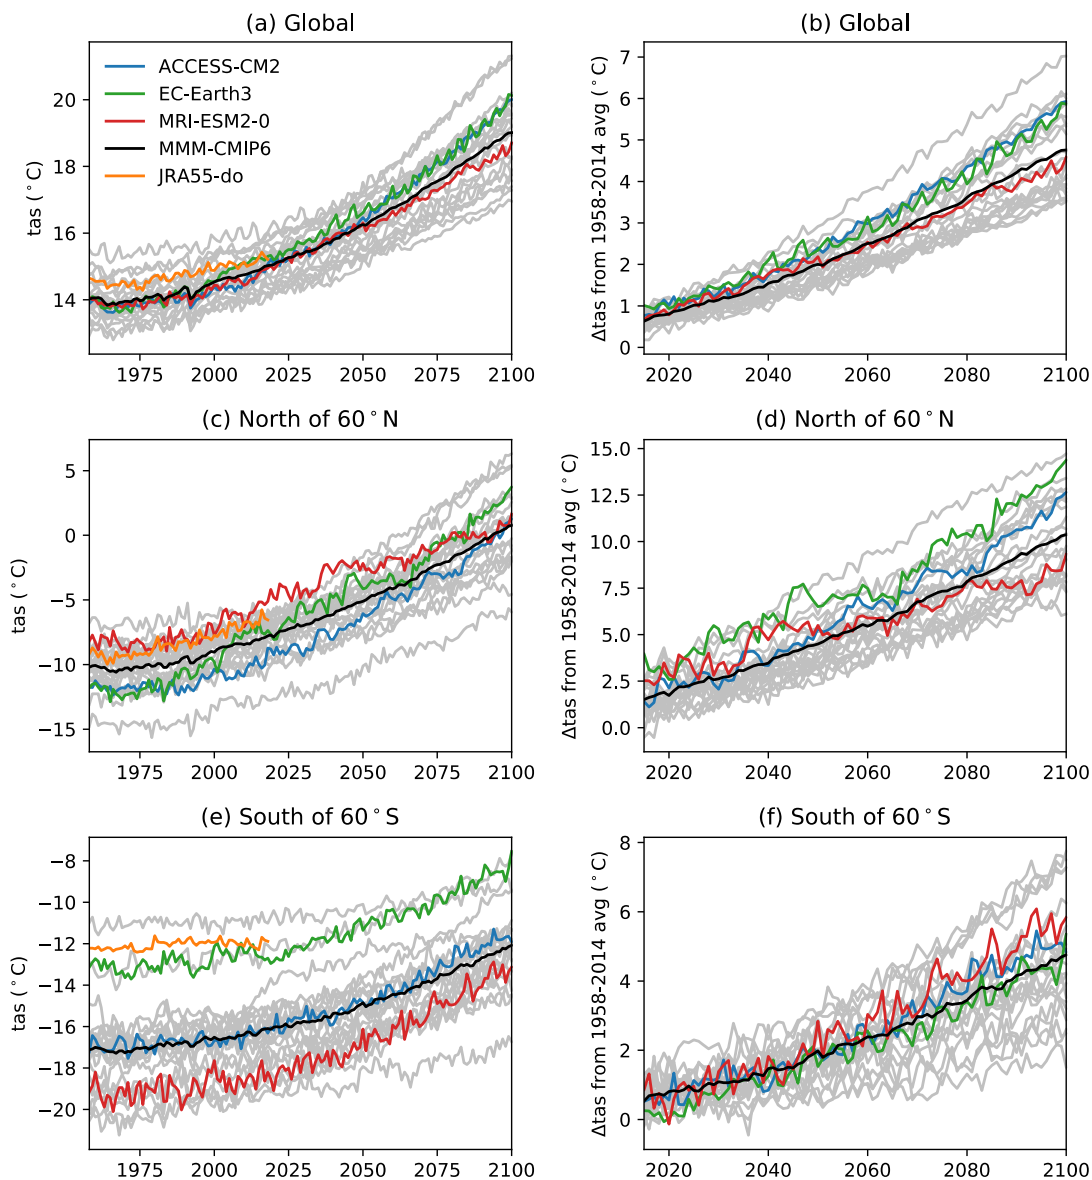 (a) Global
tas (°C)
20
18
16
14
ACCESS-CM2
EC-Earth3
MRI-ESM2-0
MMM-CMIP6
JRA55-do
1975 2000 2025 2050 2075 2100
(b) Global
Δtas from 1958-2014 avg (°C)
7
6
5
4
3
2
1
0
2020 2040 2060 2080 2100
(c) North of 60°N
tas (°C)
5
0
−5
−10
−15
1975 2000 2025 2050 2075 2100
(d) North of 60°N
Δtas from 1958-2014 avg (°C)
15.0
12.5
10.0
7.5
5.0
2.5
0.0
2020 2040 2060 2080 2100
(e) South of 60°S
tas (°C)
−8
−10
−12
−14
−16
−18
−20
1975 2000 2025 2050 2075 2100
(f) South of 60°S
Δtas from 1958-2014 avg (°C)
8
6
4
2
0
2020 2040 2060 2080 2100